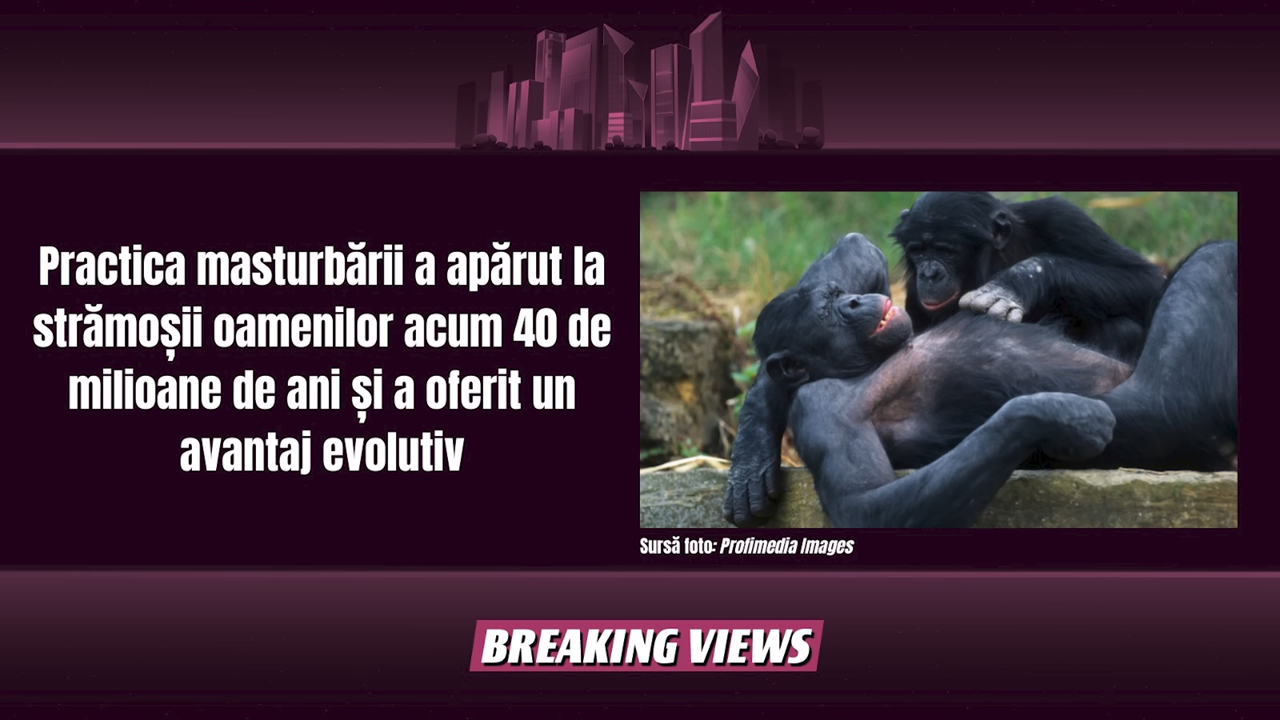 Practica masturbării a apărut la
strămoșii oamenilor acum 40 de
milioane de ani și a oferit un
avantaj evolutiv
Sursă foto: Profimedia Images
BREAKING VIEWS